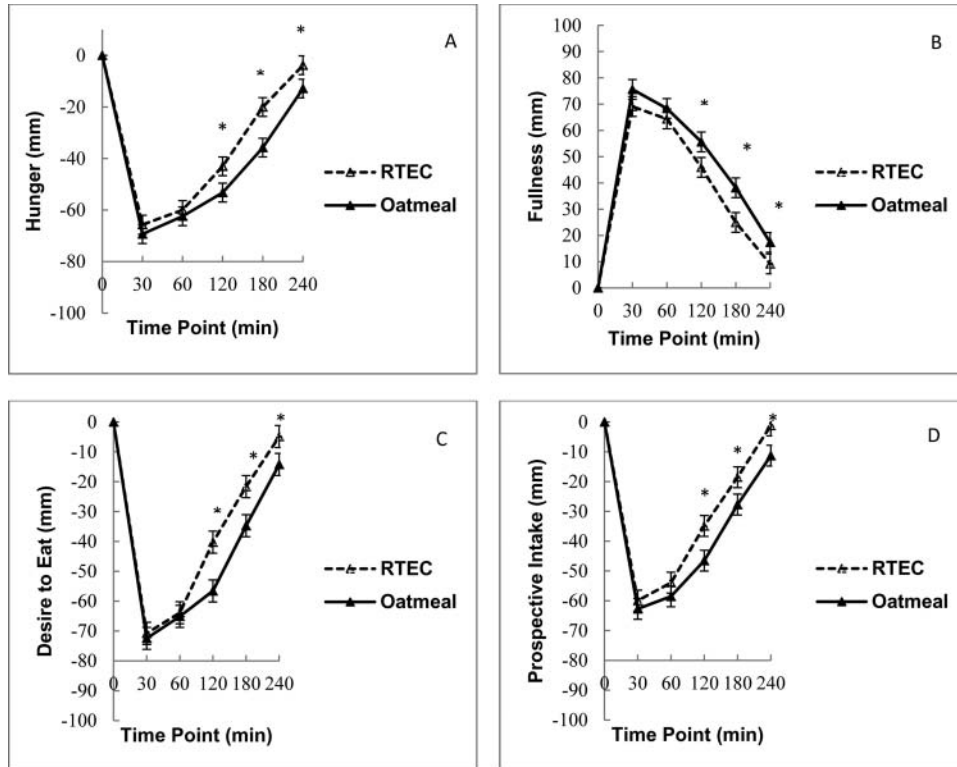 A
Hunger (mm)
0
-20
-40
-60
-80
-100
*
*
*
0 30 60 120 180 240
Time Point (min)
RTEC
Oatmeal
B
Fullness (mm)
100
90
80
70
60
50
40
30
20
10
0
*
*
*
0 30 60 120 180 240
Time Point (min)
RTEC
Oatmeal
C
Desire to Eat (mm)
0
-10
-20
-30
-40
-50
-60
-70
-80
-90
-100
*
*
*
0 30 60 120 180 240
Time Point (min)
RTEC
Oatmeal
D
Prospective Intake (mm)
0
-10
-20
-30
-40
-50
-60
-70
-80
-90
-100
*
*
*
0 30 60 120 180 240
Time Point (min)
RTEC
Oatmeal